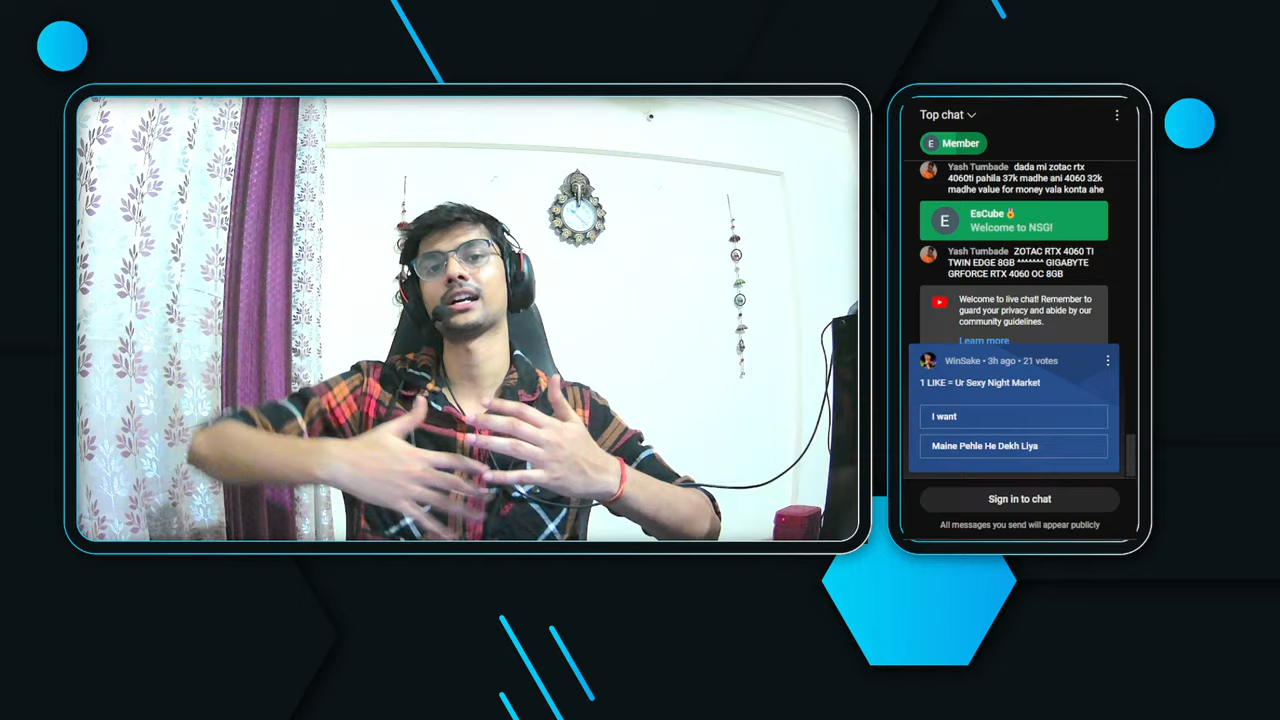 Top chat
E Member
Yash Tumbade dada mi zotac rtx
4060ti pahila 37k madhe ani 4060 32k
madhe value for money vala konta ahe
E EsCube
Welcome to NSG!
Yash Tumbade ZOTAC RTX 4060 TI
TWIN EDGE 8GB ^^^^^^^ GIGABYTE
GRFORCE RTX 4060 OC 8GB
Welcome to live chat! Remember to
guard your privacy and abide by our
community guidelines.
Learn more
WinSake • 3h ago • 21 votes
1 LIKE = Ur Sexy Night Market
I want
Maine Pehle He Dekh Liya
Sign in to chat
All messages you send will appear publicly